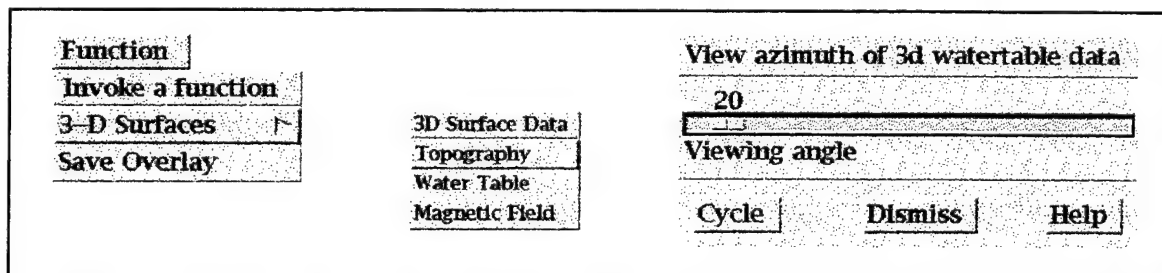 Function
Invoke a function
3-D Surfaces
Save Overlay
3D Surface Data
Topography
Water Table
Magnetic Field
View azimuth of 3d watertable data
20
Viewing angle
Cycle Dismiss Help